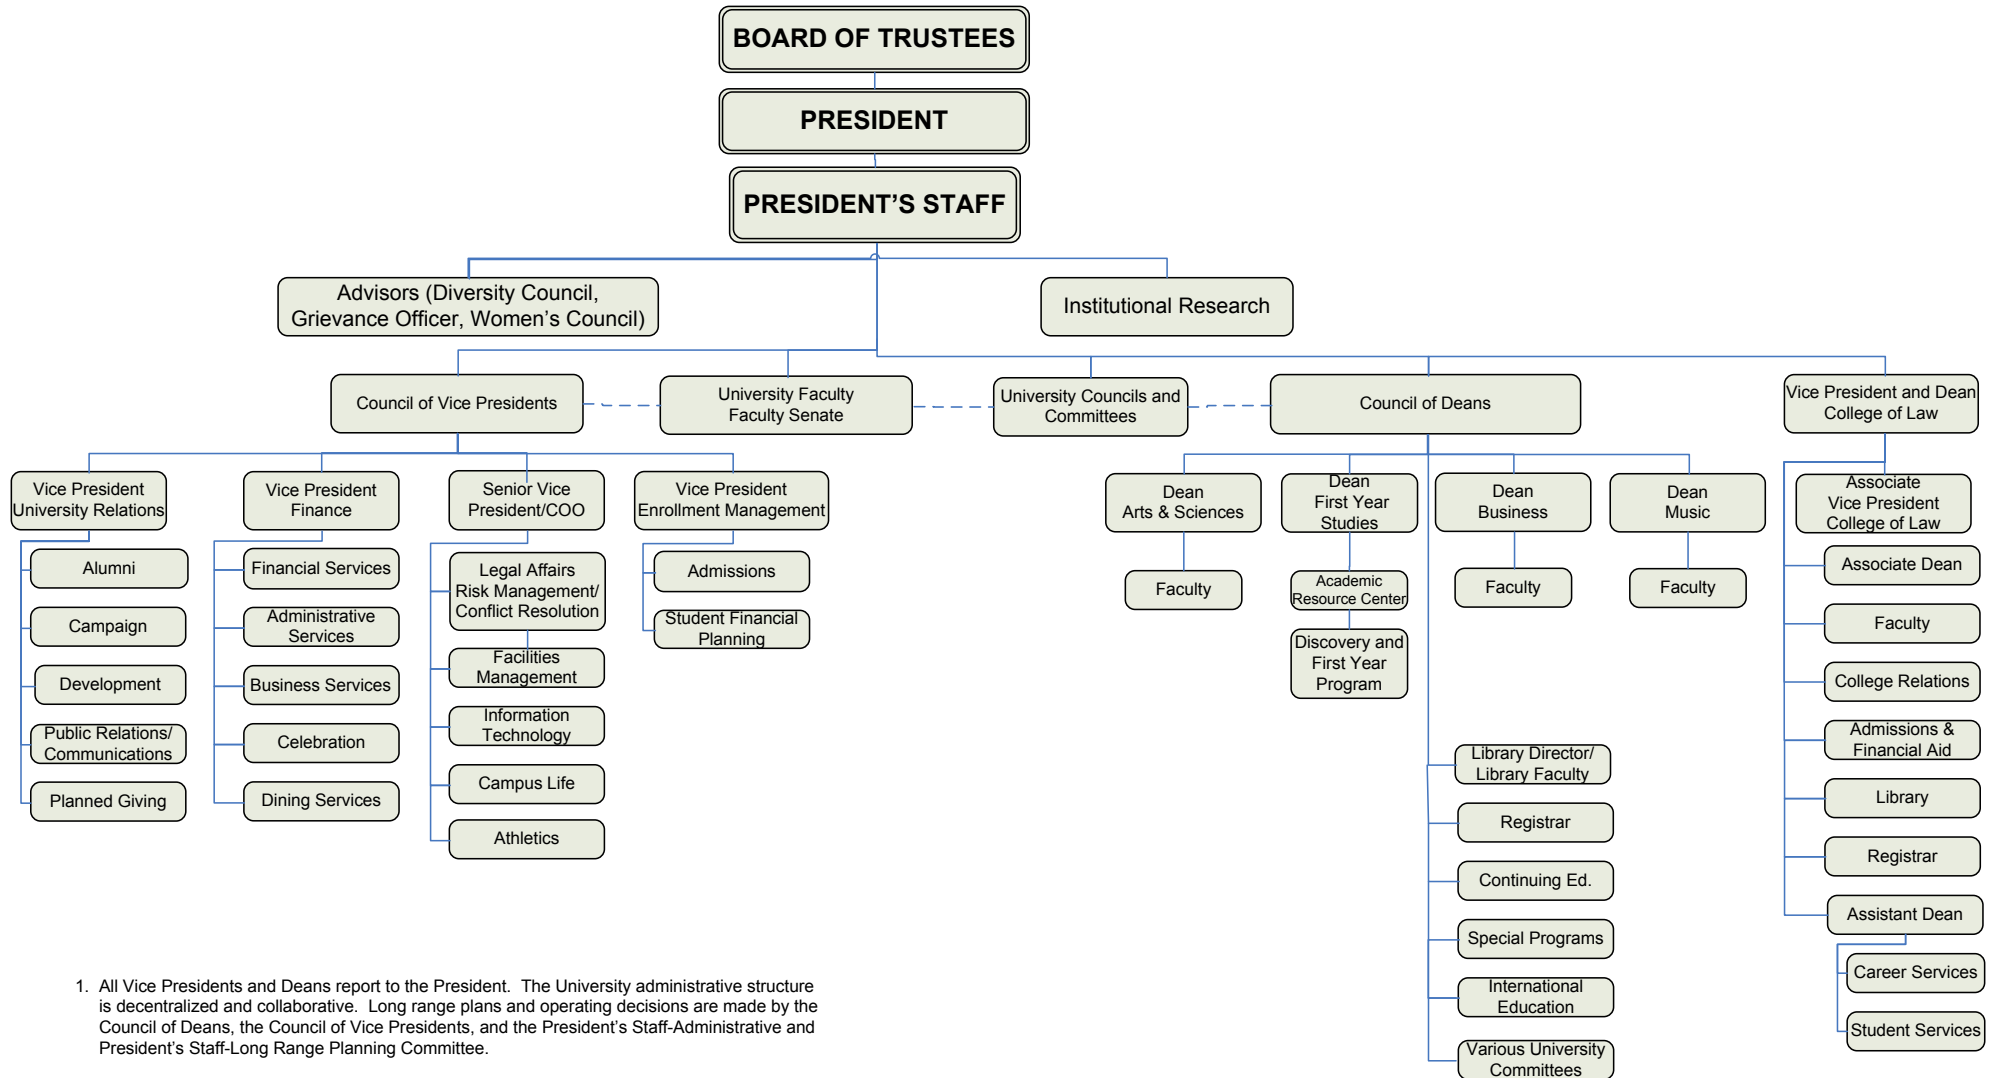 BOARD OF TRUSTEES
PRESIDENT
PRESIDENT’S STAFF
Advisors (Diversity Council,
Grievance Officer, Women’s Council)
Institutional Research
Council of Vice Presidents
University Faculty
Faculty Senate
University Councils and
Committees
Council of Deans
Vice President and Dean
College of Law
Vice President
University Relations
Vice President
Finance
Senior Vice
President/COO
Vice President
Enrollment Management
Dean
Arts & Sciences
Dean
First Year
Studies
Dean
Business
Dean
Music
Associate
Vice President
College of Law
Alumni
Campaign
Development
Public Relations/
Communications
Planned Giving
Financial Services
Administrative
Services
Business Services
Celebration
Dining Services
Legal Affairs
Risk Management/
Conflict Resolution
Facilities
Management
Information
Technology
Campus Life
Athletics
Admissions
Student Financial
Planning
Faculty
Academic
Resource Center
Discovery and
First Year
Program
Faculty
Faculty
Library Director/
Library Faculty
Registrar
Continuing Ed.
Special Programs
International
Education
Various University
Committees
Associate Dean
Faculty
College Relations
Admissions &
Financial Aid
Library
Registrar
Assistant Dean
Career Services
Student Services
1. All Vice Presidents and Deans report to the President. The University administrative structure
is decentralized and collaborative. Long range plans and operating decisions are made by the
Council of Deans, the Council of Vice Presidents, and the President’s Staff-Administrative and
President’s Staff-Long Range Planning Committee.